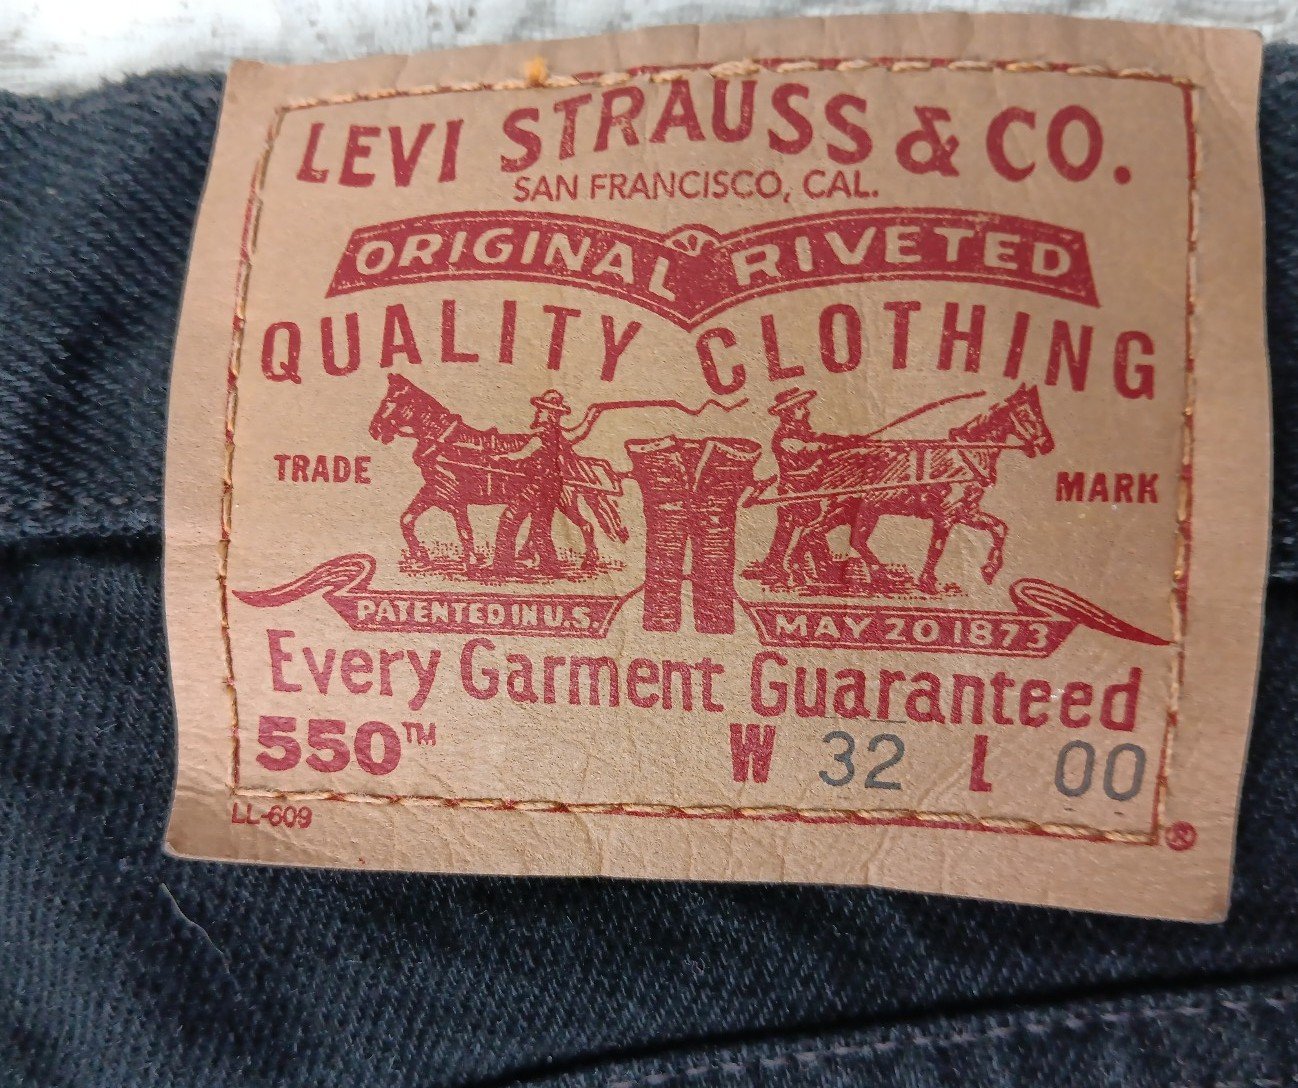 LEVI STRAUSS & CO.
SAN FRANCISCO, CAL.
ORIGINAL RIVETED
QUALITY CLOTHING
TRADE MARK
PATENTED IN U.S. MAY 20 1873
Every Garment Guaranteed
550™ W 32 L 00
LL-609 ®